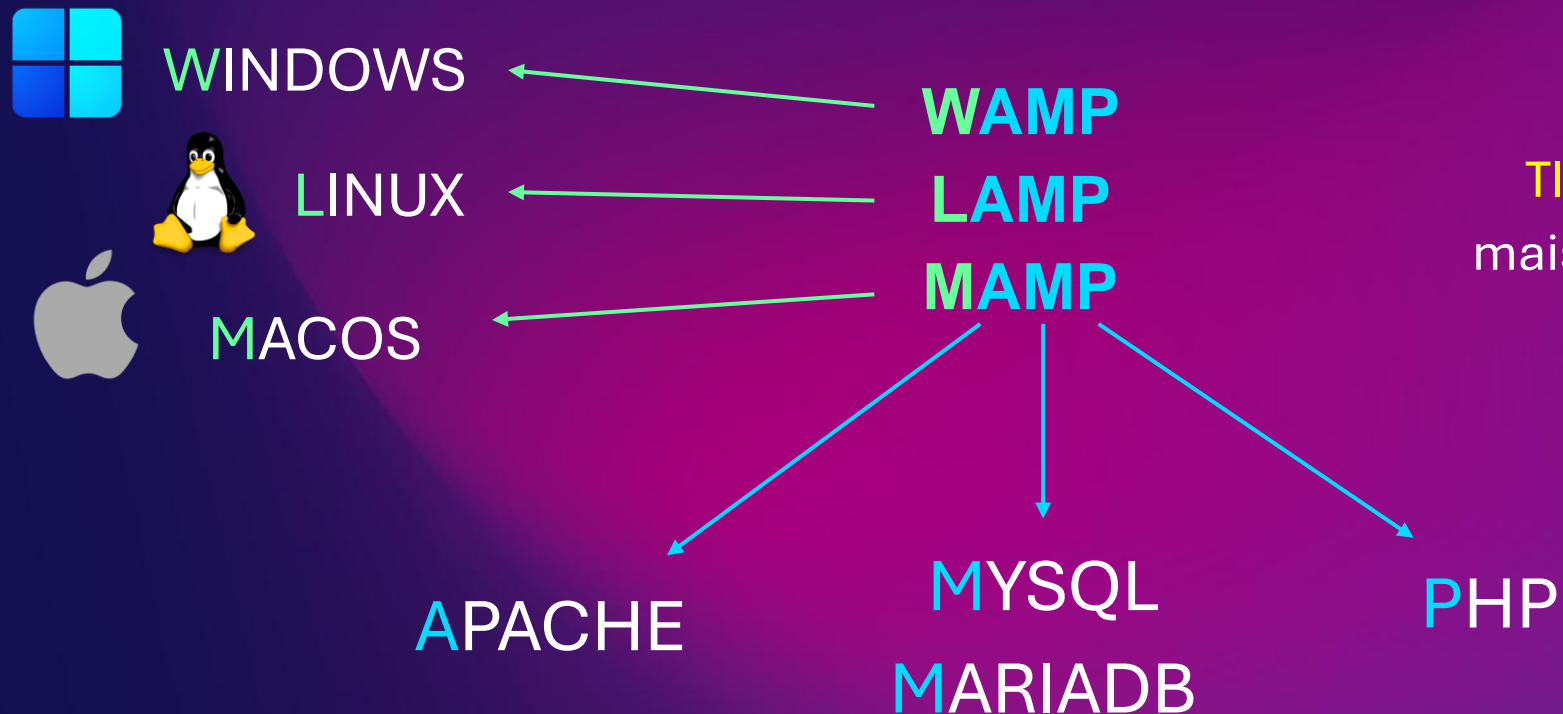 WINDOWS
WAMP
LINUX
LAMP
MACOS
MAMP
APACHE
MYSQL
MARIADB
PHP